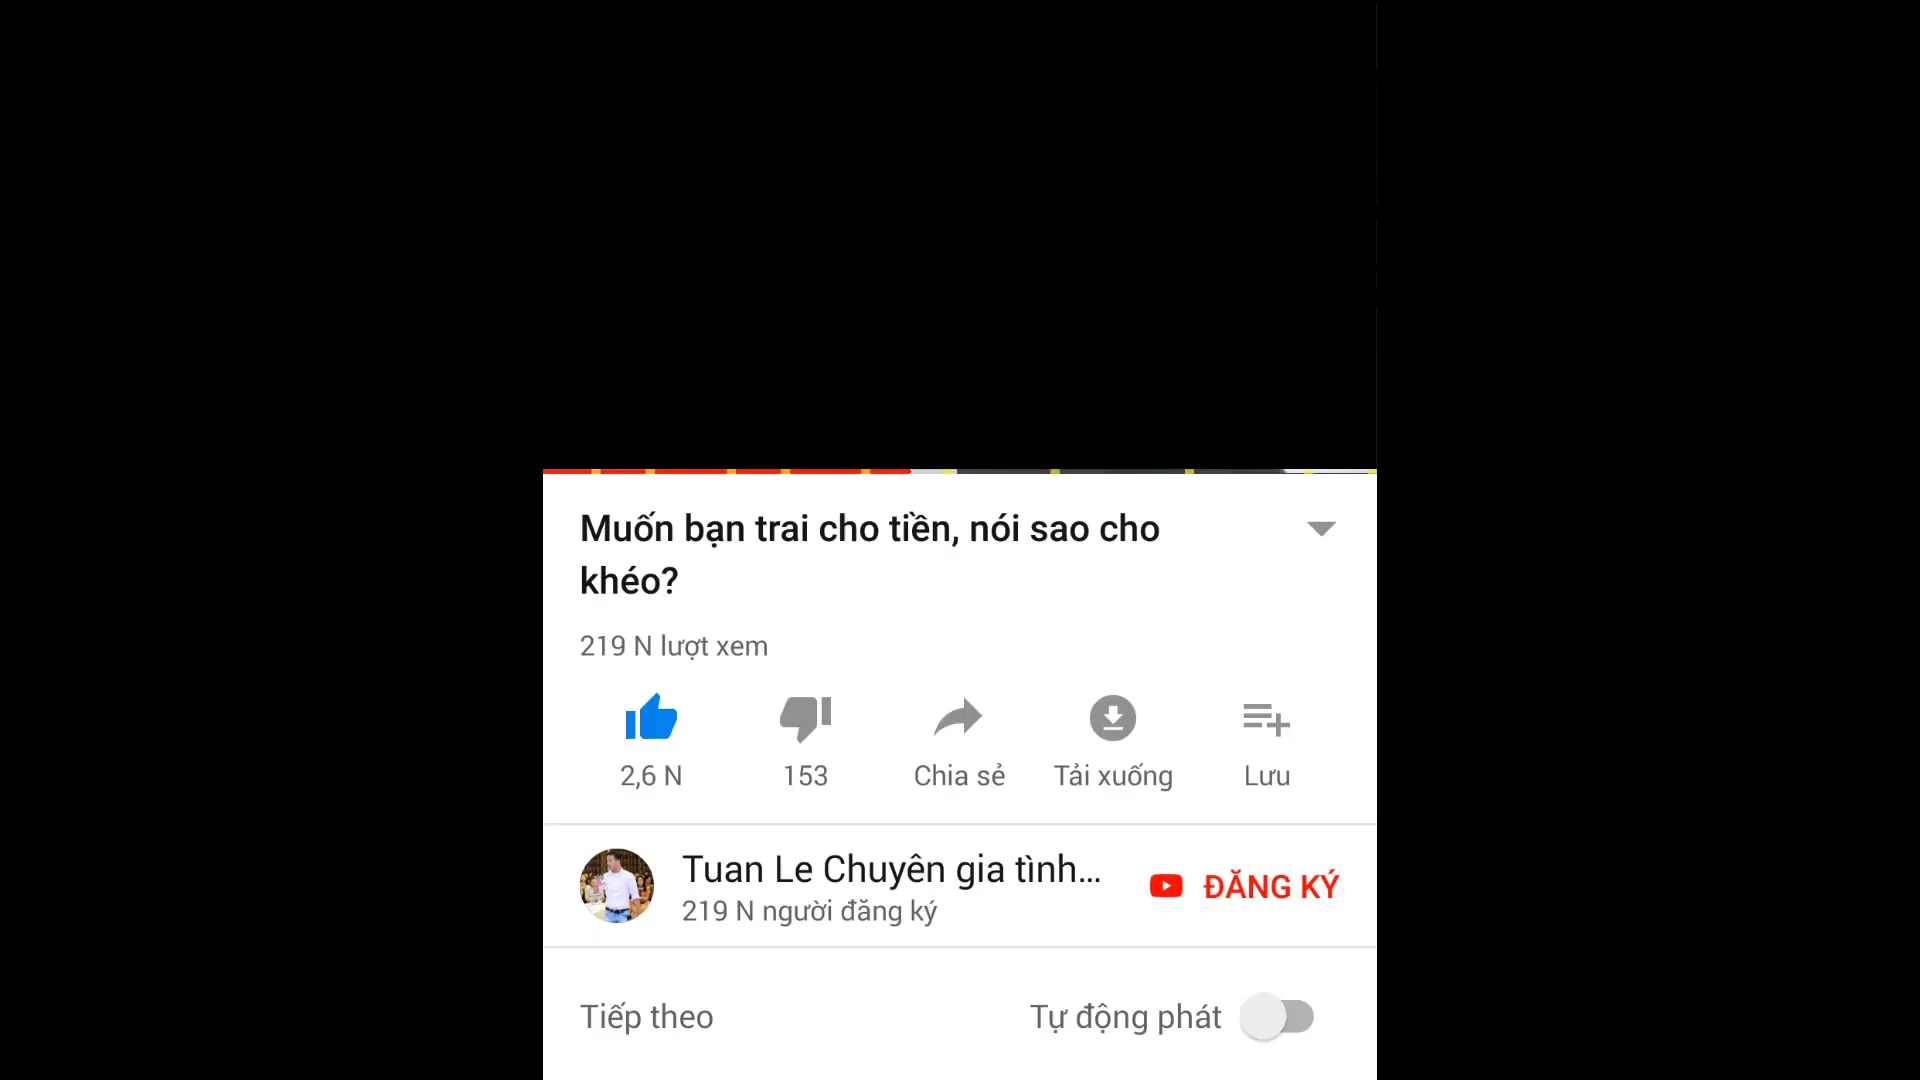 Muốn bạn trai cho tiền, nói sao cho
khéo?
219 N lượt xem
2,6 N
153
Chia sẻ
Tải xuống
Lưu
Tuan Le Chuyên gia tình...
219 N người đăng ký
ĐĂNG KÝ
Tiếp theo
Tự động phát